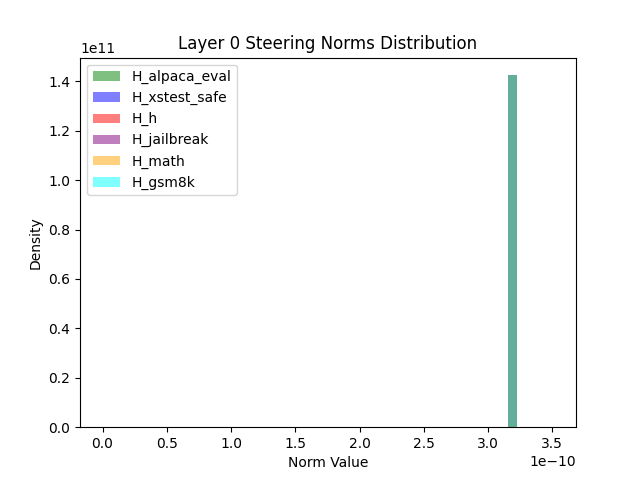 Layer 0 Steering Norms Distribution
1e11
H_alpaca_eval
H_xstest_safe
H_h
H_jailbreak
H_math
H_gsm8k
1.4
1.2
1.0
0.8
0.6
0.4
0.2
0.0
Density
0.0 0.5 1.0 1.5 2.0 2.5 3.0 3.5
1e−10
Norm Value